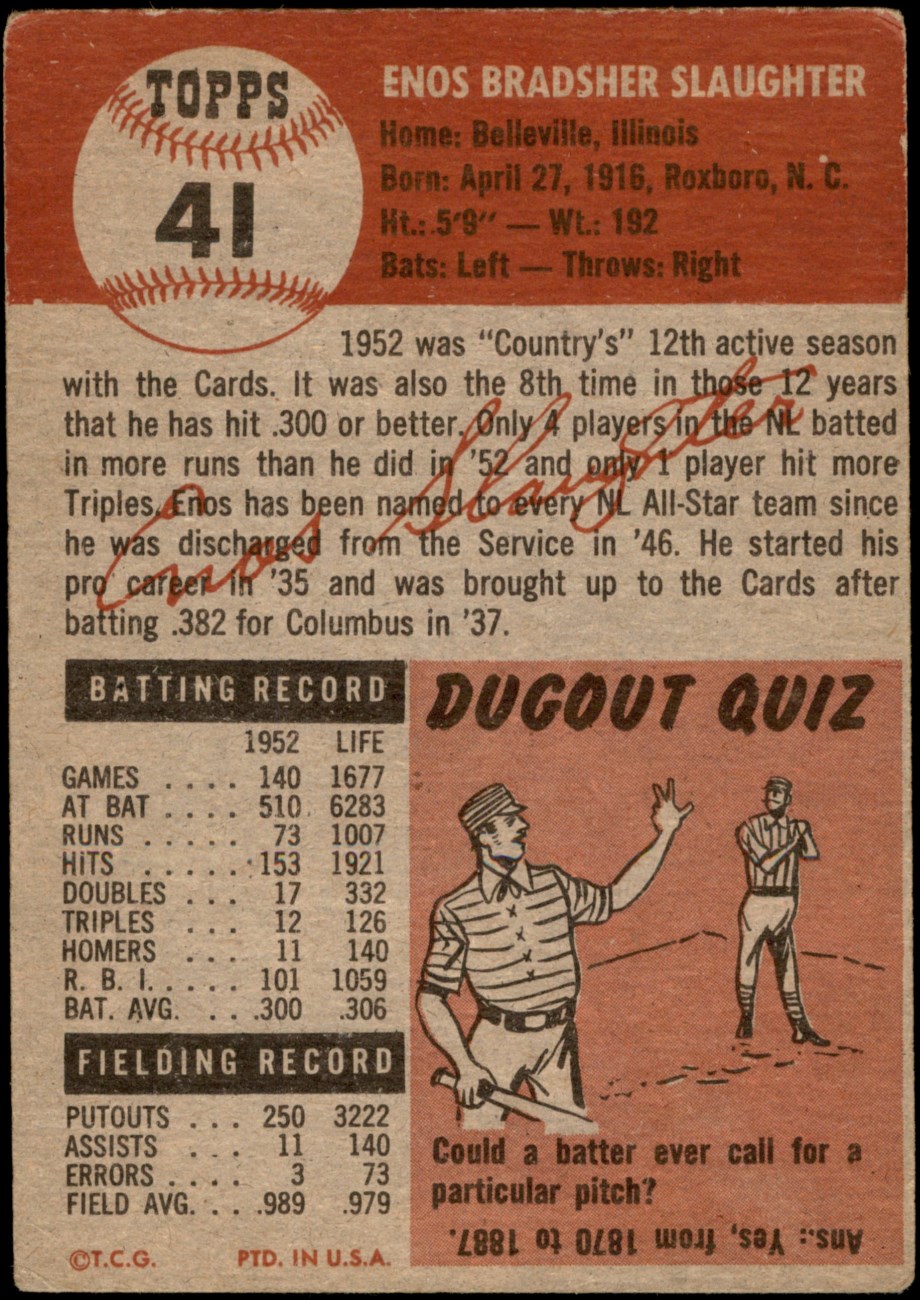 TOPPS
41
ENOS BRADSHER SLAUGHTER
Home: Belleville, Illinois
Born: April 27, 1916, Roxboro, N. C.
Ht.: 5'9" — Wt.: 192
Bats: Left — Throws: Right
1952 was "Country's" 12th active season
with the Cards. It was also the 8th time in those 12 years
that he has hit .300 or better. Only 4 players in the NL batted
in more runs than he did in '52 and only 1 player hit more
Triples. Enos has been named to every NL All-Star team since
he was discharged from the Service in '46. He started his
pro career in '35 and was brought up to the Cards after
batting .382 for Columbus in '37.
Enos Slaughter
BATTING RECORD
1952 LIFE
GAMES .... 140 1677
AT BAT ..... 510 6283
RUNS ..... 73 1007
HITS ..... 153 1921
DOUBLES ... 17 332
TRIPLES ... 12 126
HOMERS ... 11 140
R. B. I. .... 101 1059
BAT. AVG. ... .300 .306
FIELDING RECORD
PUTOUTS ... 250 3222
ASSISTS ... 11 140
ERRORS .... 3 73
FIELD AVG. ... .989 .979
©T.C.G. PTD. IN U.S.A.
DUGOUT QUIZ
Could a batter ever call for a
particular pitch?
Ans.: Yes, from 1870 to 1887.